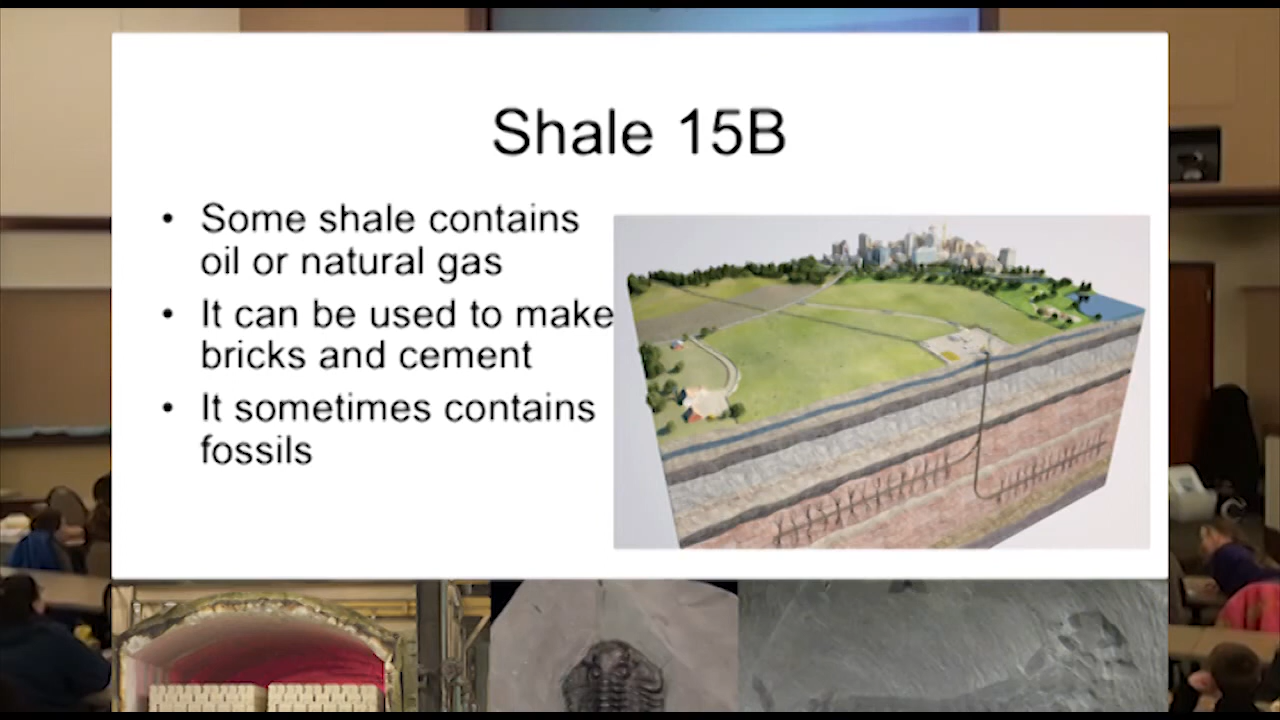 Shale 15B
• Some shale contains
oil or natural gas
• It can be used to make
bricks and cement
• It sometimes contains
fossils